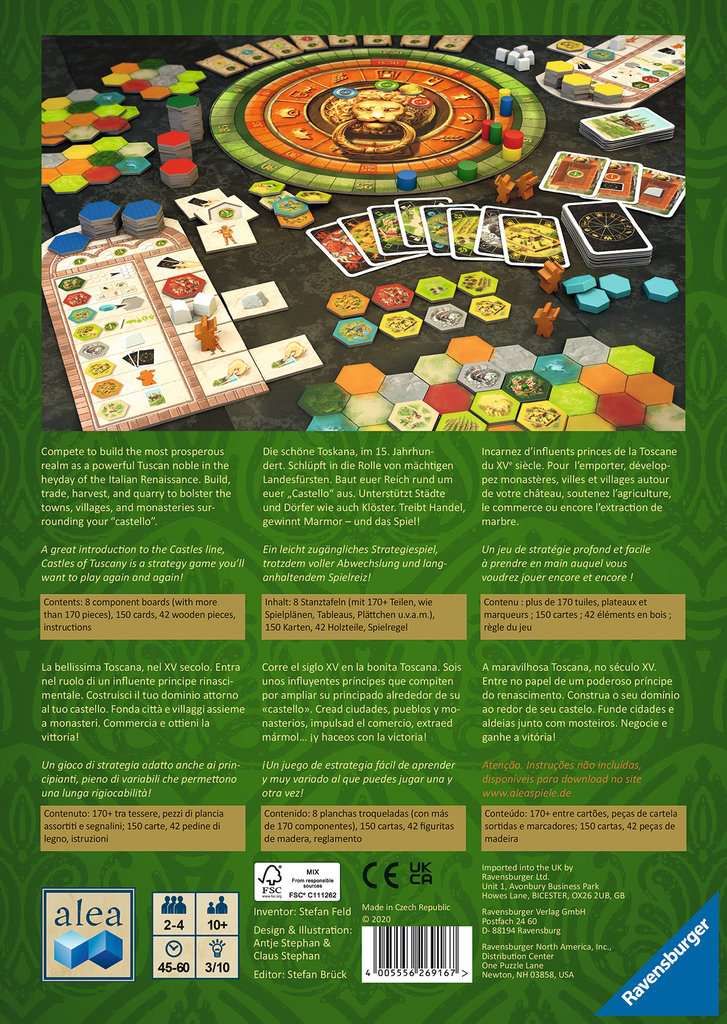 Compete to build the most prosperous
realm as a powerful Tuscan noble in the
heyday of the Italian Renaissance. Build,
trade, harvest, and quarry to bolster the
towns, villages, and monasteries sur-
rounding your “castello”.
A great introduction to the Castles line,
Castles of Tuscany is a strategy game you’ll
want to play again and again!
Contents: 8 component boards (with more
than 170 pieces), 150 cards, 42 wooden pieces,
instructions
Die schöne Toskana, im 15. Jahrhun-
dert. Schlüpft in die Rolle von mächtigen
Landesfürsten. Baut euer Reich rund um
euer „Castello“ aus. Unterstützt Städte
und Dörfer wie auch Klöster. Treibt Handel,
gewinnt Marmor – und das Spiel!
Ein leicht zugängliches Strategiespiel,
trotzdem voller Abwechslung und lang-
anhaltendem Spielreiz!
Inhalt: 8 Stanztafeln (mit 170+ Teilen, wie
Spielplänen, Tableaus, Plättchen u.v.a.m.),
150 Karten, 42 Holzteile, Spielregel
Incarnez d’influents princes de la Toscane
du XVᵉ siècle. Pour l’emporter, dévelop-
pez monastères, villes et villages autour
de votre château, soutenez l’agriculture,
le commerce ou encore l’extraction de
marbre.
Un jeu de stratégie profond et facile
à prendre en main auquel vous
voudrez jouer encore et encore !
Contenu : plus de 170 tuiles, plateaux et
marqueurs ; 150 cartes ; 42 éléments en bois ;
règle du jeu
La bellissima Toscana, nel XV secolo. Entra
nel ruolo di un influente principe rinasci-
mentale. Costruisci il tuo dominio attorno
al tuo castello. Fonda città e villaggi assieme
a monasteri. Commercia e ottieni la
vittoria!
Un gioco di strategia adatto anche ai prin-
cipianti, pieno di variabili che permettono
una lunga rigiocabilità!
Contenuto: 170+ tra tessere, pezzi di plancia
assortiti e segnalini; 150 carte, 42 pedine di
legno, istruzioni
Corre el siglo XV en la bonita Toscana. Sois
unos influyentes príncipes que compiten
por ampliar su principado alrededor de su
«castello». Cread ciudades, pueblos y mo-
nasterios, impulsad el comercio, extraed
mármol... ¡y haceos con la victoria!
¡Un juego de estrategia fácil de aprender
y muy variado al que puedes jugar una y
otra vez!
Contenido: 8 planchas troqueladas (con más
de 170 componentes), 150 cartas, 42 figuritas
de madera, reglamento
A maravilhosa Toscana, no século XV.
Entre no papel de um poderoso príncipe
do renascimento. Construa o seu domínio
ao redor de seu castelo. Funde cidades e
aldeias junto com mosteiros. Negocie e
ganhe a vitória!
Atenção. Instruções não incluídas,
disponíveis para download no site
www.aleaspiele.de
Conteúdo: 170+ entre cartões, peças de cartela
sortidas e marcadores; 150 cartas, 42 peças de
madeira
alea
2-4
10+
45-60
3/10
FSC
www.fsc.org
MIX
From responsible
sources
FSC® C111262
Inventor: Stefan Feld
Design & Illustration:
Antje Stephan &
Claus Stephan
Editor: Stefan Brück
CE
UK
CA
Made in Czech Republic
© 2020
4 005556 269167 >
Imported into the UK by
Ravensburger Ltd.
Unit 1, Avonbury Business Park
Howes Lane, BICESTER, OX26 2UB, GB
Ravensburger Verlag GmbH
Postfach 24 60
D- 88194 Ravensburg
Ravensburger North America, Inc.,
Distribution Center
One Puzzle Lane
Newton, NH 03858, USA
Ravensburger